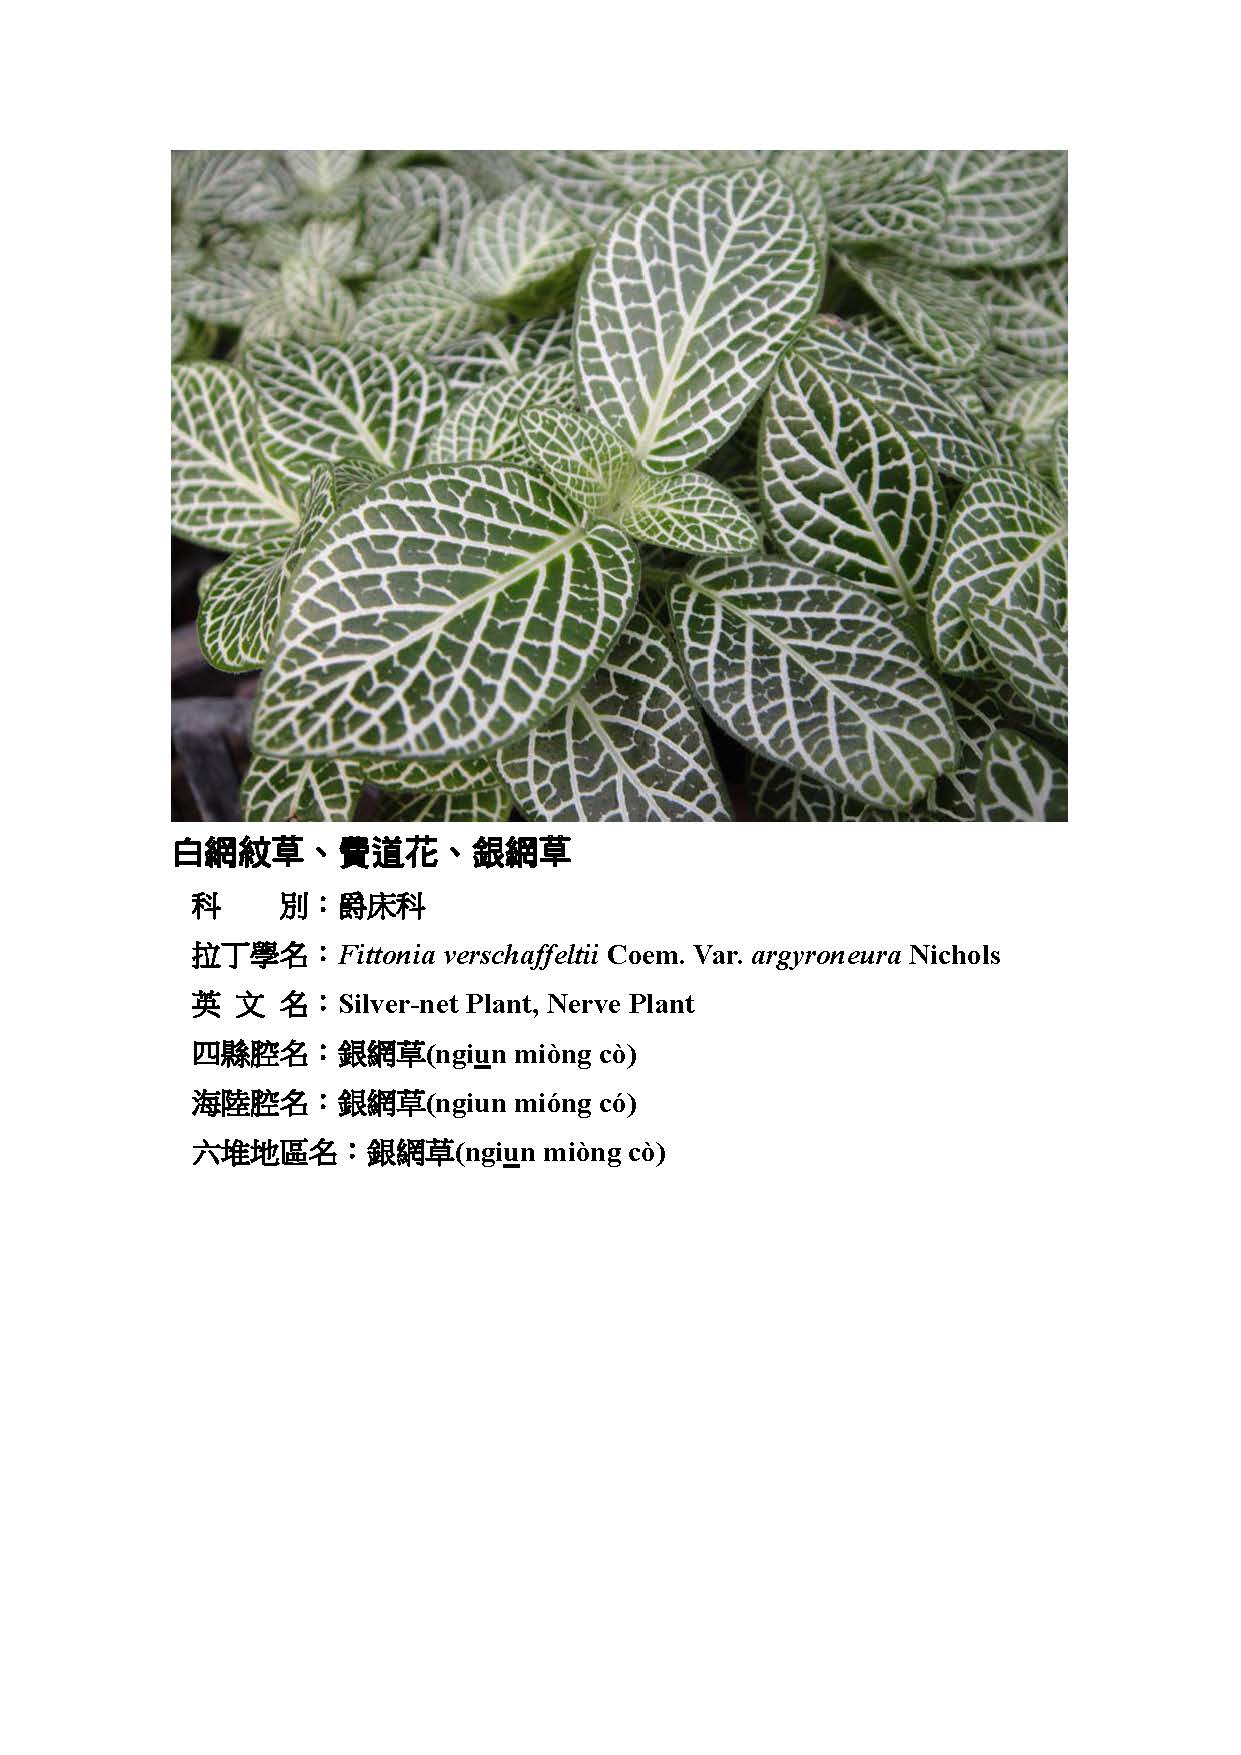 白網紋草、費道花、銀網草
科　　別：爵床科
拉丁學名：Fittonia verschaffeltii Coem. Var. argyroneura Nichols
英 文 名：Silver-net Plant, Nerve Plant
四縣腔名：銀網草(ngiun miòng cò)
海陸腔名：銀網草(ngiun mióng có)
六堆地區名：銀網草(ngiun miòng cò)